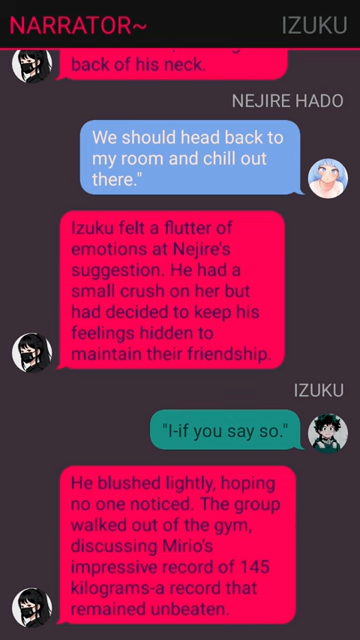 NARRATOR~ IZUKU
back of his neck.
NEJIRE HADO
We should head back to
my room and chill out
there."
Izuku felt a flutter of
emotions at Nejire's
suggestion. He had a
small crush on her but
had decided to keep his
feelings hidden to
maintain their friendship.
IZUKU
"I-if you say so."
He blushed lightly, hoping
no one noticed. The group
walked out of the gym,
discussing Mirio's
impressive record of 145
kilograms-a record that
remained unbeaten.